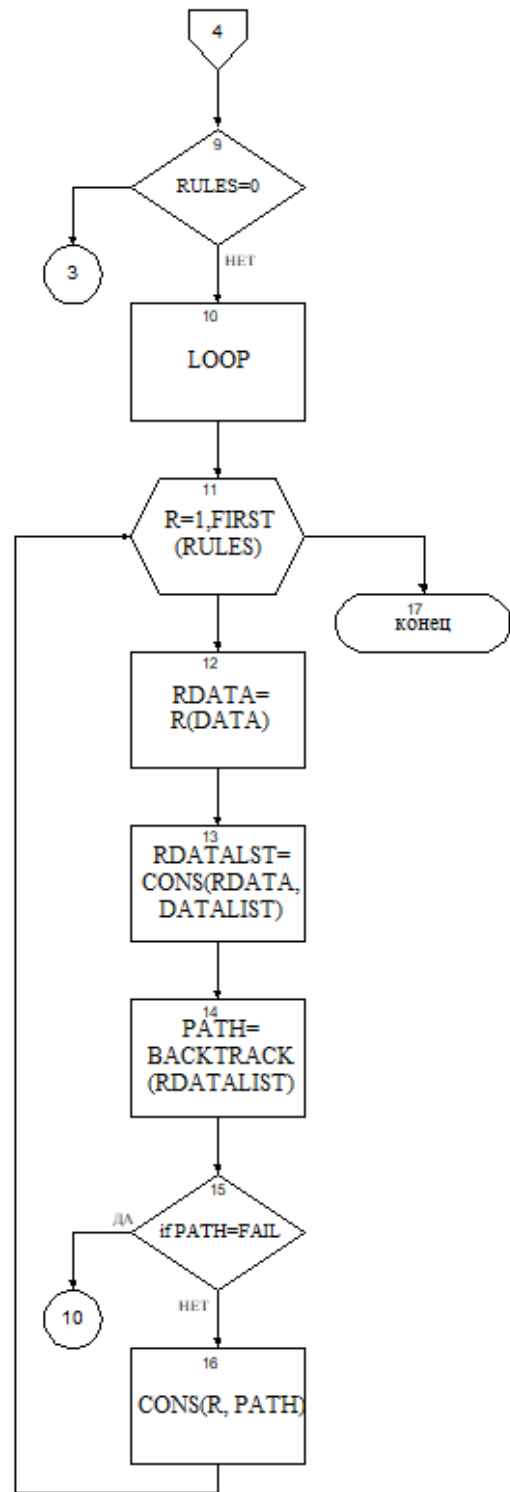 4
9
RULES=0
3
НЕТ
10
LOOP
11
R=1,FIRST
(RULES)
17
конец
12
RDATA=
R(DATA)
13
RDATALST=
CONS(RDATA,
DATALIST)
14
PATH=
BACKTRACK
(RDATALIST)
15
ДА
if PATH=FAIL
10
НЕТ
16
CONS(R, PATH)